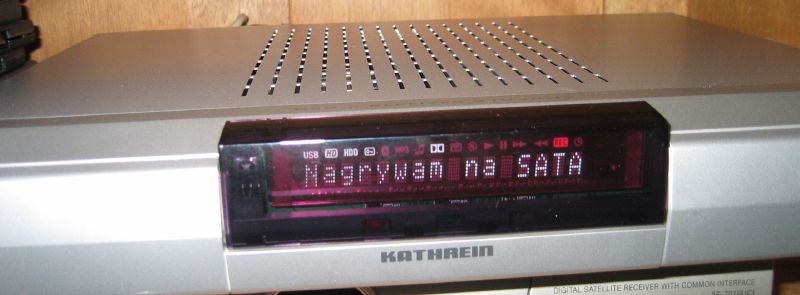 USB HD HDD MP3 REC
Nagrywam na SATA
KATHREIN
DIGITAL SATELLITE RECEIVER WITH COMMON INTERFACE